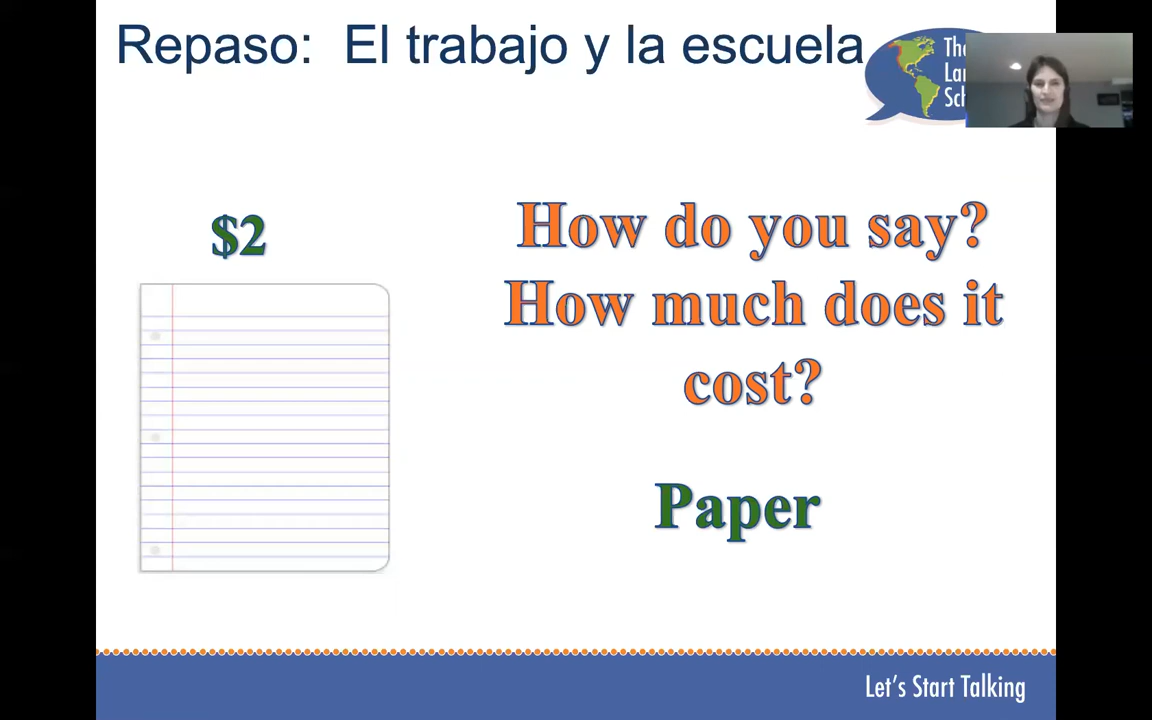 Repaso: El trabajo y la escuela
The
$2
How do you say?
How much does it
cost?
Paper
Let's Start Talking